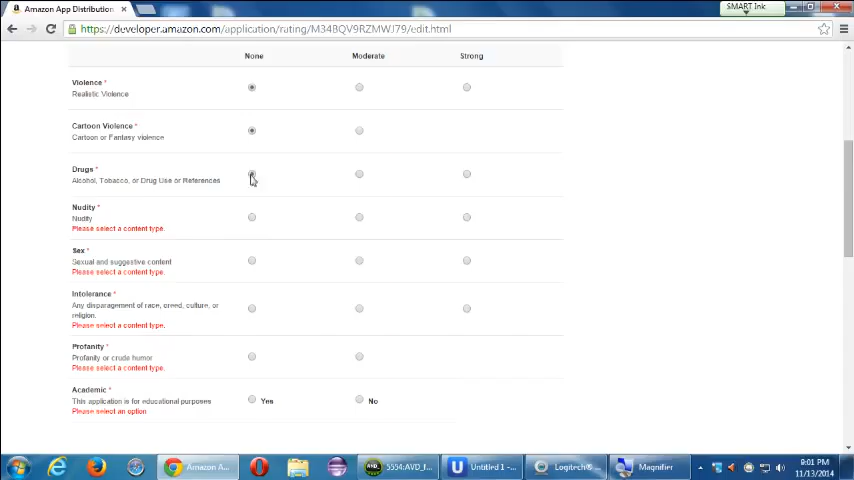 Amazon App Distribution
SMART Ink
https://developer.amazon.com/application/rating/M34BQV9RZMWJ79/edit.html
None Moderate Strong
Violence *
Realistic Violence
Cartoon Violence *
Cartoon or Fantasy violence
Drugs *
Alcohol, Tobacco, or Drug Use or References
Nudity *
Nudity
Please select a content type.
Sex *
Sexual and suggestive content
Please select a content type.
Intolerance *
Any disparagement of race, creed, culture, or
religion.
Please select a content type.
Profanity *
Profanity or crude humor
Please select a content type.
Academic *
This application is for educational purposes
Yes No
Please select an option
Amazon A...
5554:AVD_f...
Untitled 1 -...
Logitech® ...
Magnifier
9:01 PM
11/13/2014